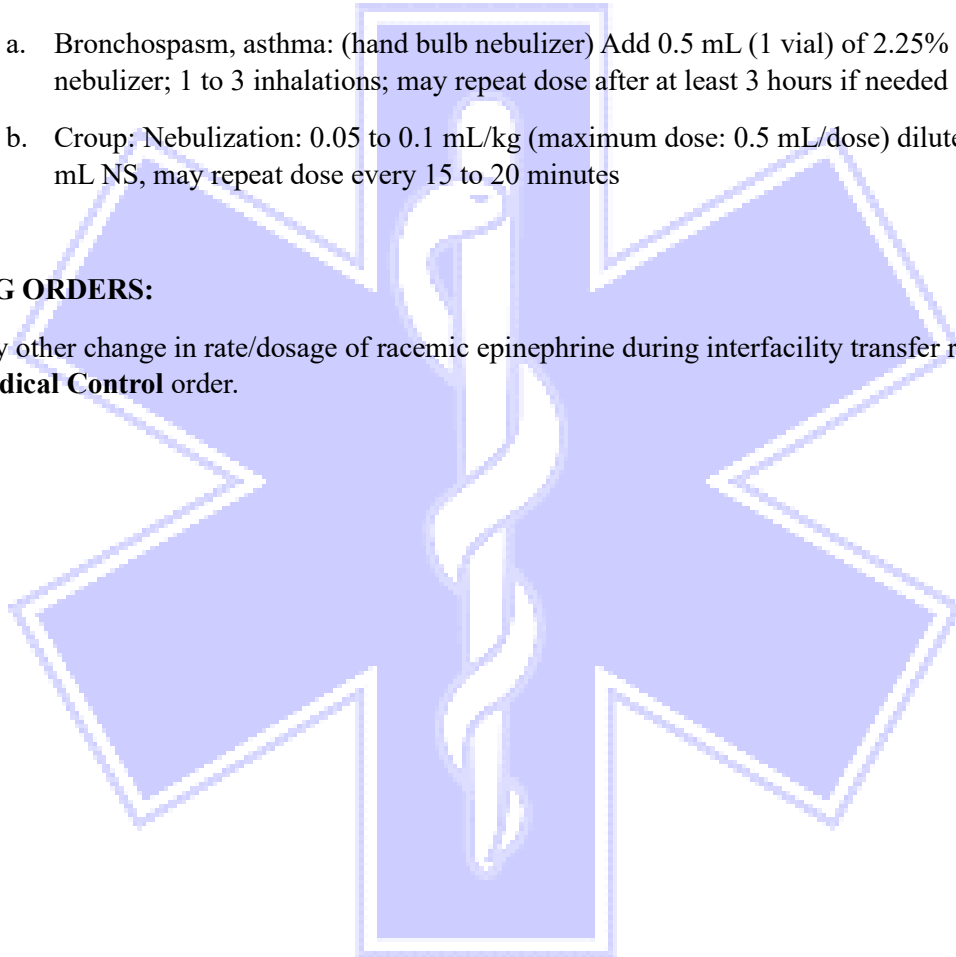 a. Bronchospasm, asthma: (hand bulb nebulizer) Add 0.5 mL (1 vial) of 2.25%
nebulizer; 1 to 3 inhalations; may repeat dose after at least 3 hours if needed
b. Croup: Nebulization: 0.05 to 0.1 mL/kg (maximum dose: 0.5 mL/dose) dilute
mL NS, may repeat dose every 15 to 20 minutes
G ORDERS:
y other change in rate/dosage of racemic epinephrine during interfacility transfer r
dical Control order.